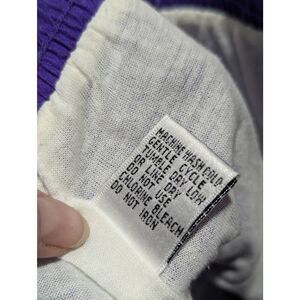 MACHINE WASH COLD
GENTLE CYCLE
TUMBLE DRY LOW
OR LINE DRY
DO NOT USE
CHLORINE BLEACH
DO NOT IRON